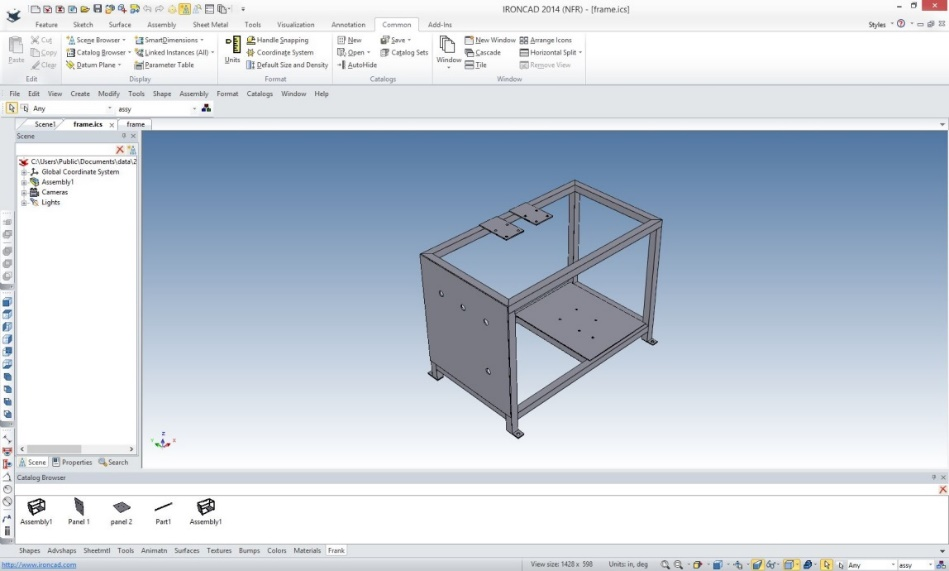 IRONCAD 2014 (NFR) - [frame.ics]
Feature Sketch Surface Assembly Sheet Metal Tools Visualization Annotation Common Add-Ins Styles
Cut Scene Browser SmartDimensions Handle Snapping New Save New Window Arrange Icons
Copy Catalog Browser Linked Instances (All) Coordinate System Open Catalog Sets Cascade Horizontal Split
Paste Clear Datum Plane Parameter Table Units Default Size and Density AutoHide Window Tile Remove View
Edit Display Format Catalogs Window
File Edit View Create Modify Tools Shape Assembly Format Catalogs Window Help
Any assy
Scene1 frame.ics x frame
Scene
C:\Users\Public\Documents\data\2
Global Coordinate System
Assembly1
Cameras
Lights
Z
Y X
Scene Properties Search
Catalog Browser
Assembly1 Panel 1 panel 2 Part1 Assembly1
Shapes Advshaps Sheetmtl Tools Animatn Surfaces Textures Bumps Colors Materials Frank
http://www.ironcad.com View size: 1428 x 598 Units: in, deg Any assy